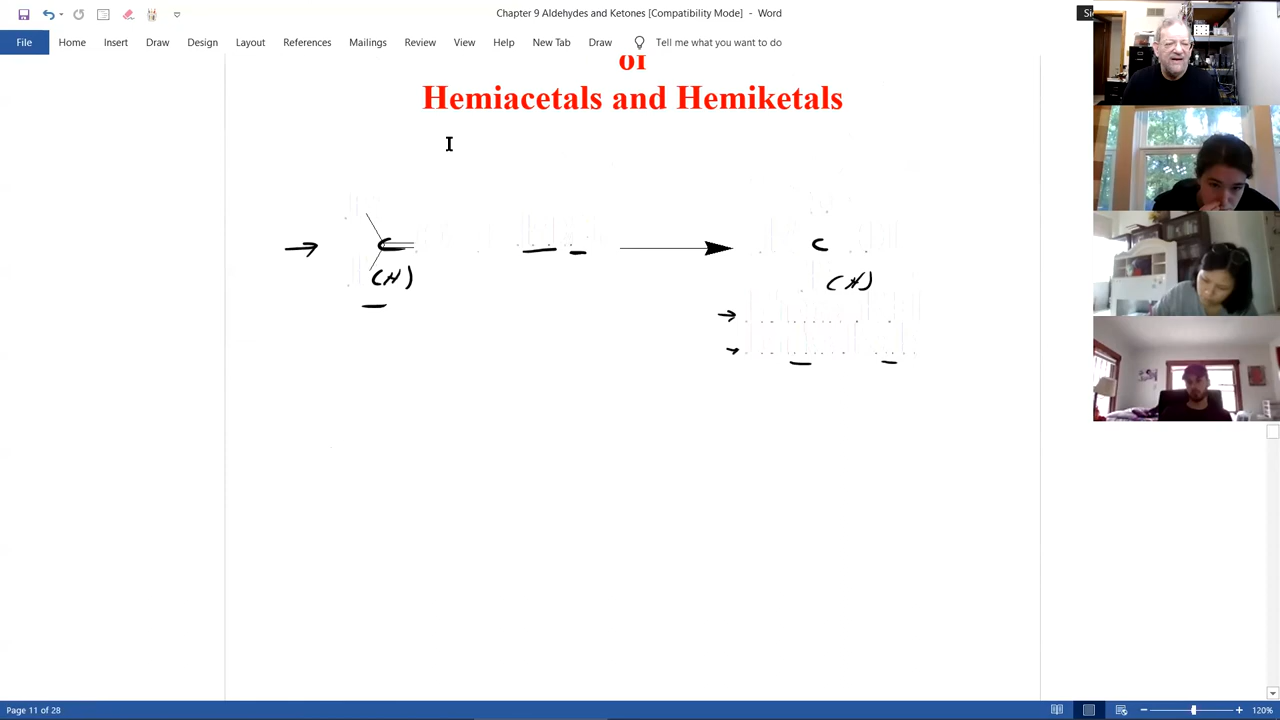 Chapter 9 Aldehydes and Ketones [Compatibility Mode] - Word
File Home Insert Draw Design Layout References Mailings Review View Help New Tab Draw Tell me what you want to do
of
Hemiacetals and Hemiketals
C C
(H) (H)
Page 11 of 28 120%